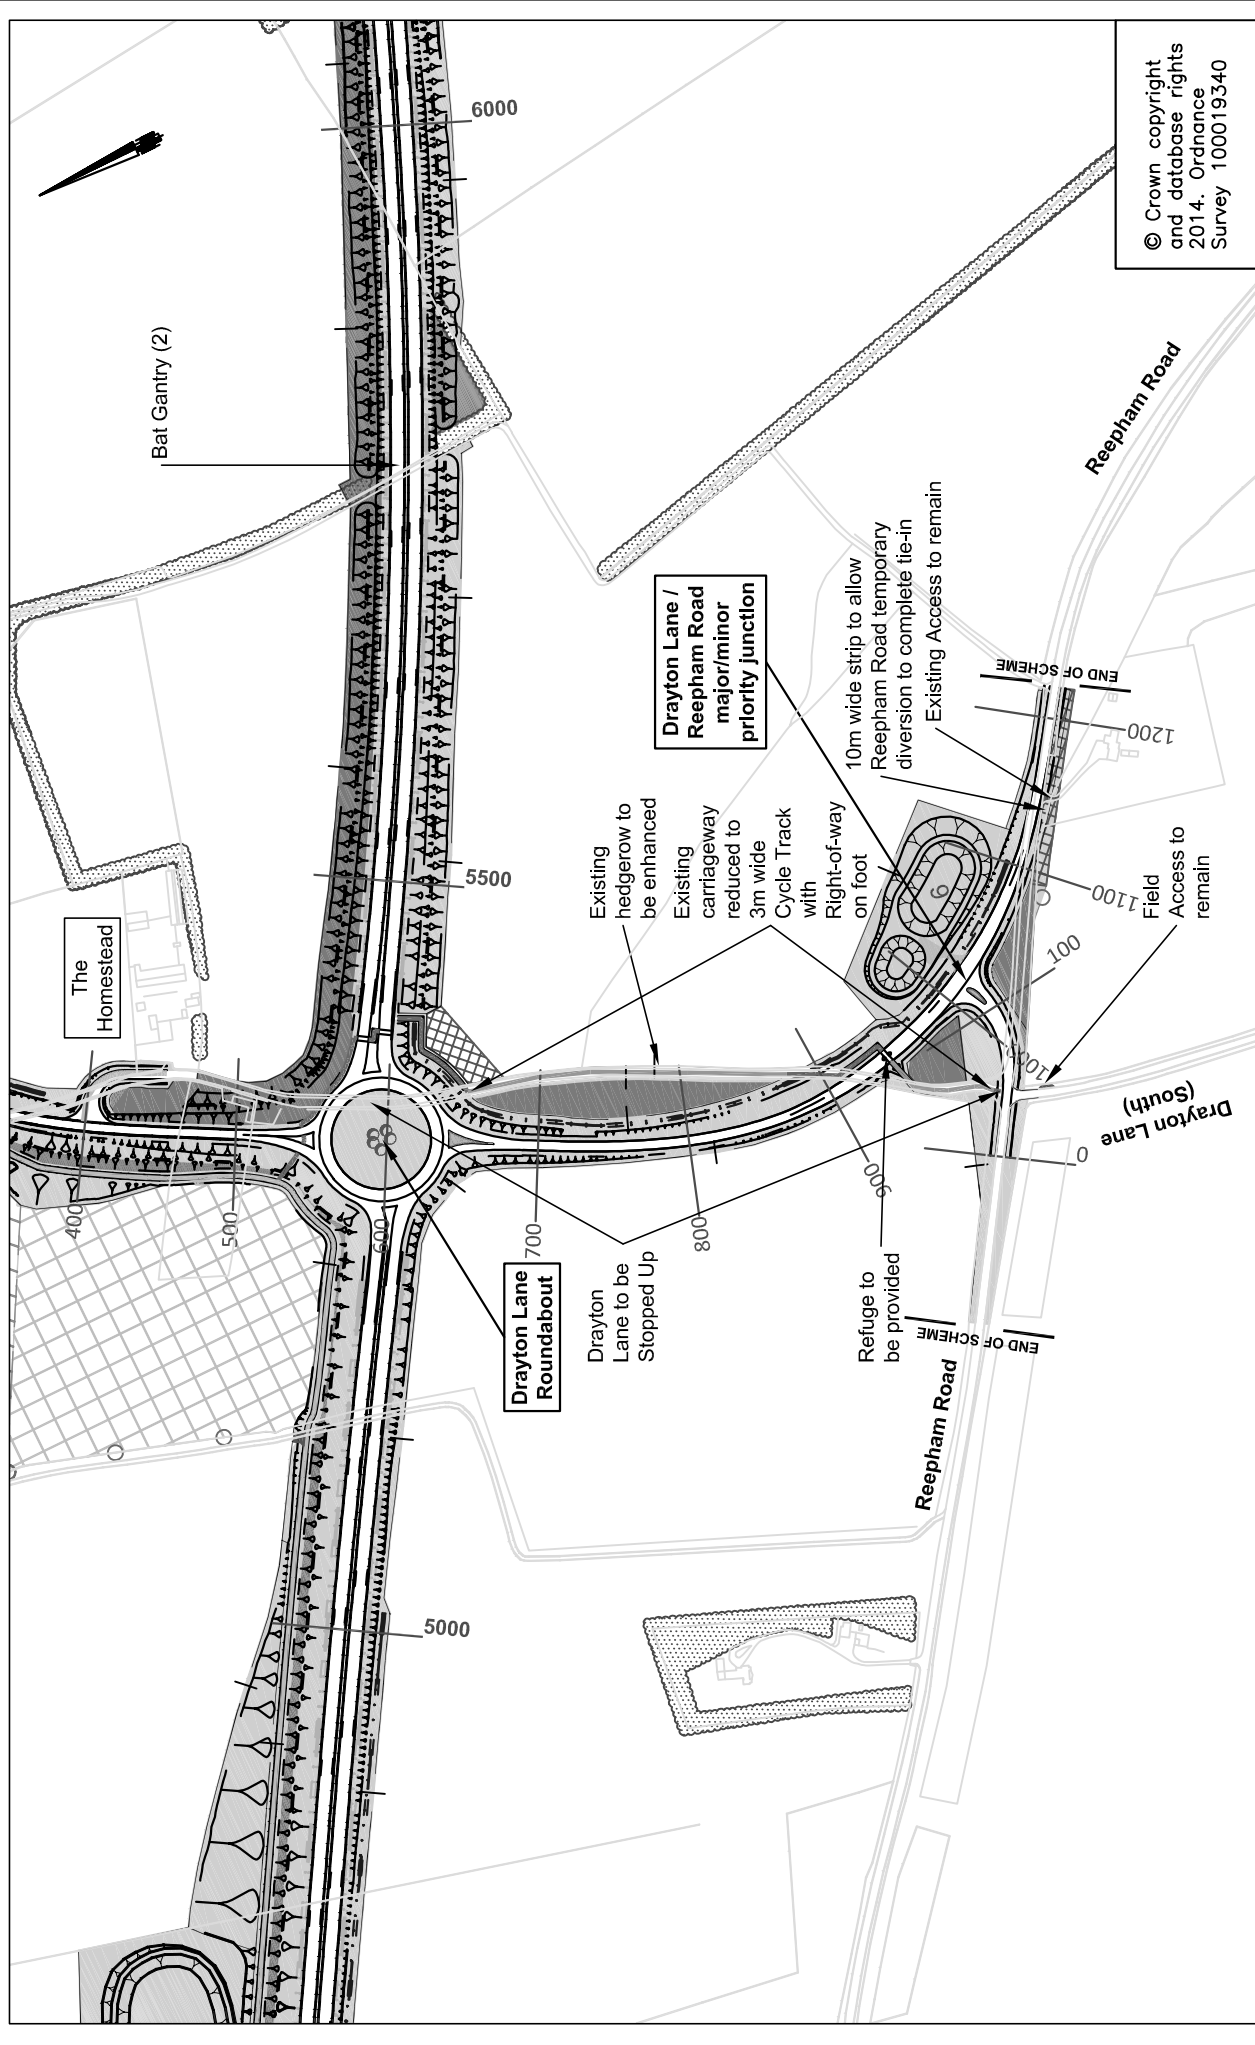 © Crown copyright
and database rights
2014. Ordnance
Survey 100019340
6000
Bat Gantry (2)
5500
The
Homestead
Existing
hedgerow to
be enhanced
Existing
carriageway
reduced to
3m wide
Cycle Track
with
Right-of-way
on foot
Drayton Lane /
Reepham Road
major/minor
priority junction
10m wide strip to allow
Reepham Road temporary
diversion to complete tie-in
Existing Access to remain
Reepham Road
END OF SCHEME
1200
1100
9
Field
Access to
remain
100
1001
Drayton Lane
(South)
0
400
500
600
700
800
900
Drayton Lane
Roundabout
Drayton
Lane to be
Stopped Up
Refuge to
be provided
END OF SCHEME
Reepham Road
5000